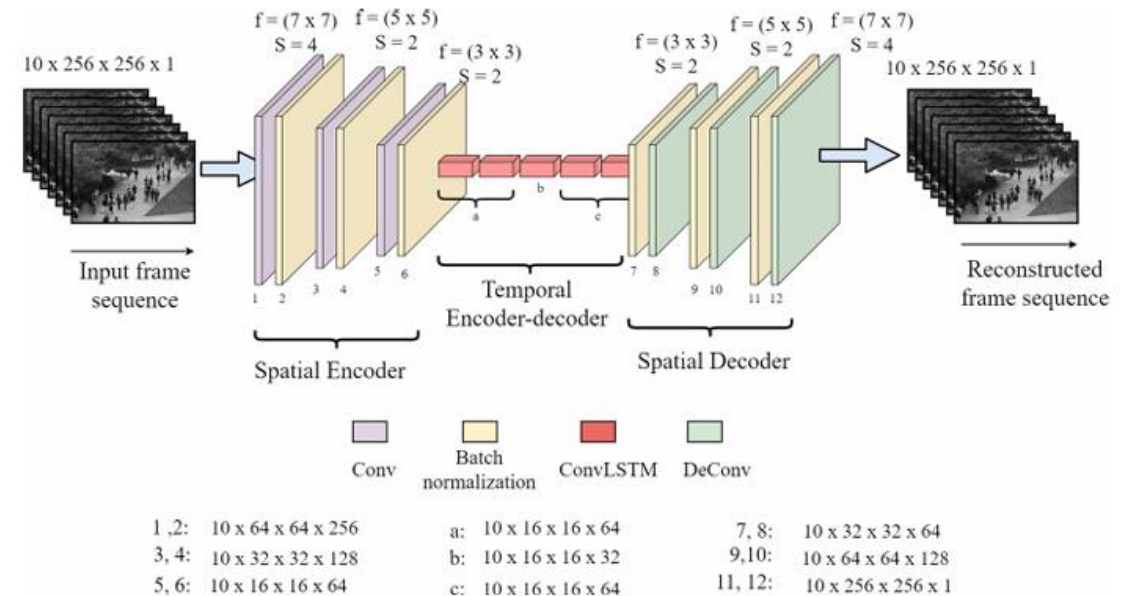 f = (7 x 7)
S = 4
f = (5 x 5)
S = 2
f = (3 x 3)
S = 2
f = (3 x 3)
S = 2
f = (5 x 5)
S = 2
f = (7 x 7)
S = 4
10 x 256 x 256 x 1
10 x 256 x 256 x 1
a
b
c
Input frame
sequence
1 2 3 4 5 6
7 8 9 10 11 12
Temporal
Encoder-decoder
Reconstructed
frame sequence
Spatial Encoder
Spatial Decoder
Conv
Batch
normalization
ConvLSTM
DeConv
1 ,2: 10 x 64 x 64 x 256
3, 4: 10 x 32 x 32 x 128
5, 6: 10 x 16 x 16 x 64
a: 10 x 16 x 16 x 64
b: 10 x 16 x 16 x 32
c: 10 x 16 x 16 x 64
7, 8: 10 x 32 x 32 x 64
9,10: 10 x 64 x 64 x 128
11, 12: 10 x 256 x 256 x 1